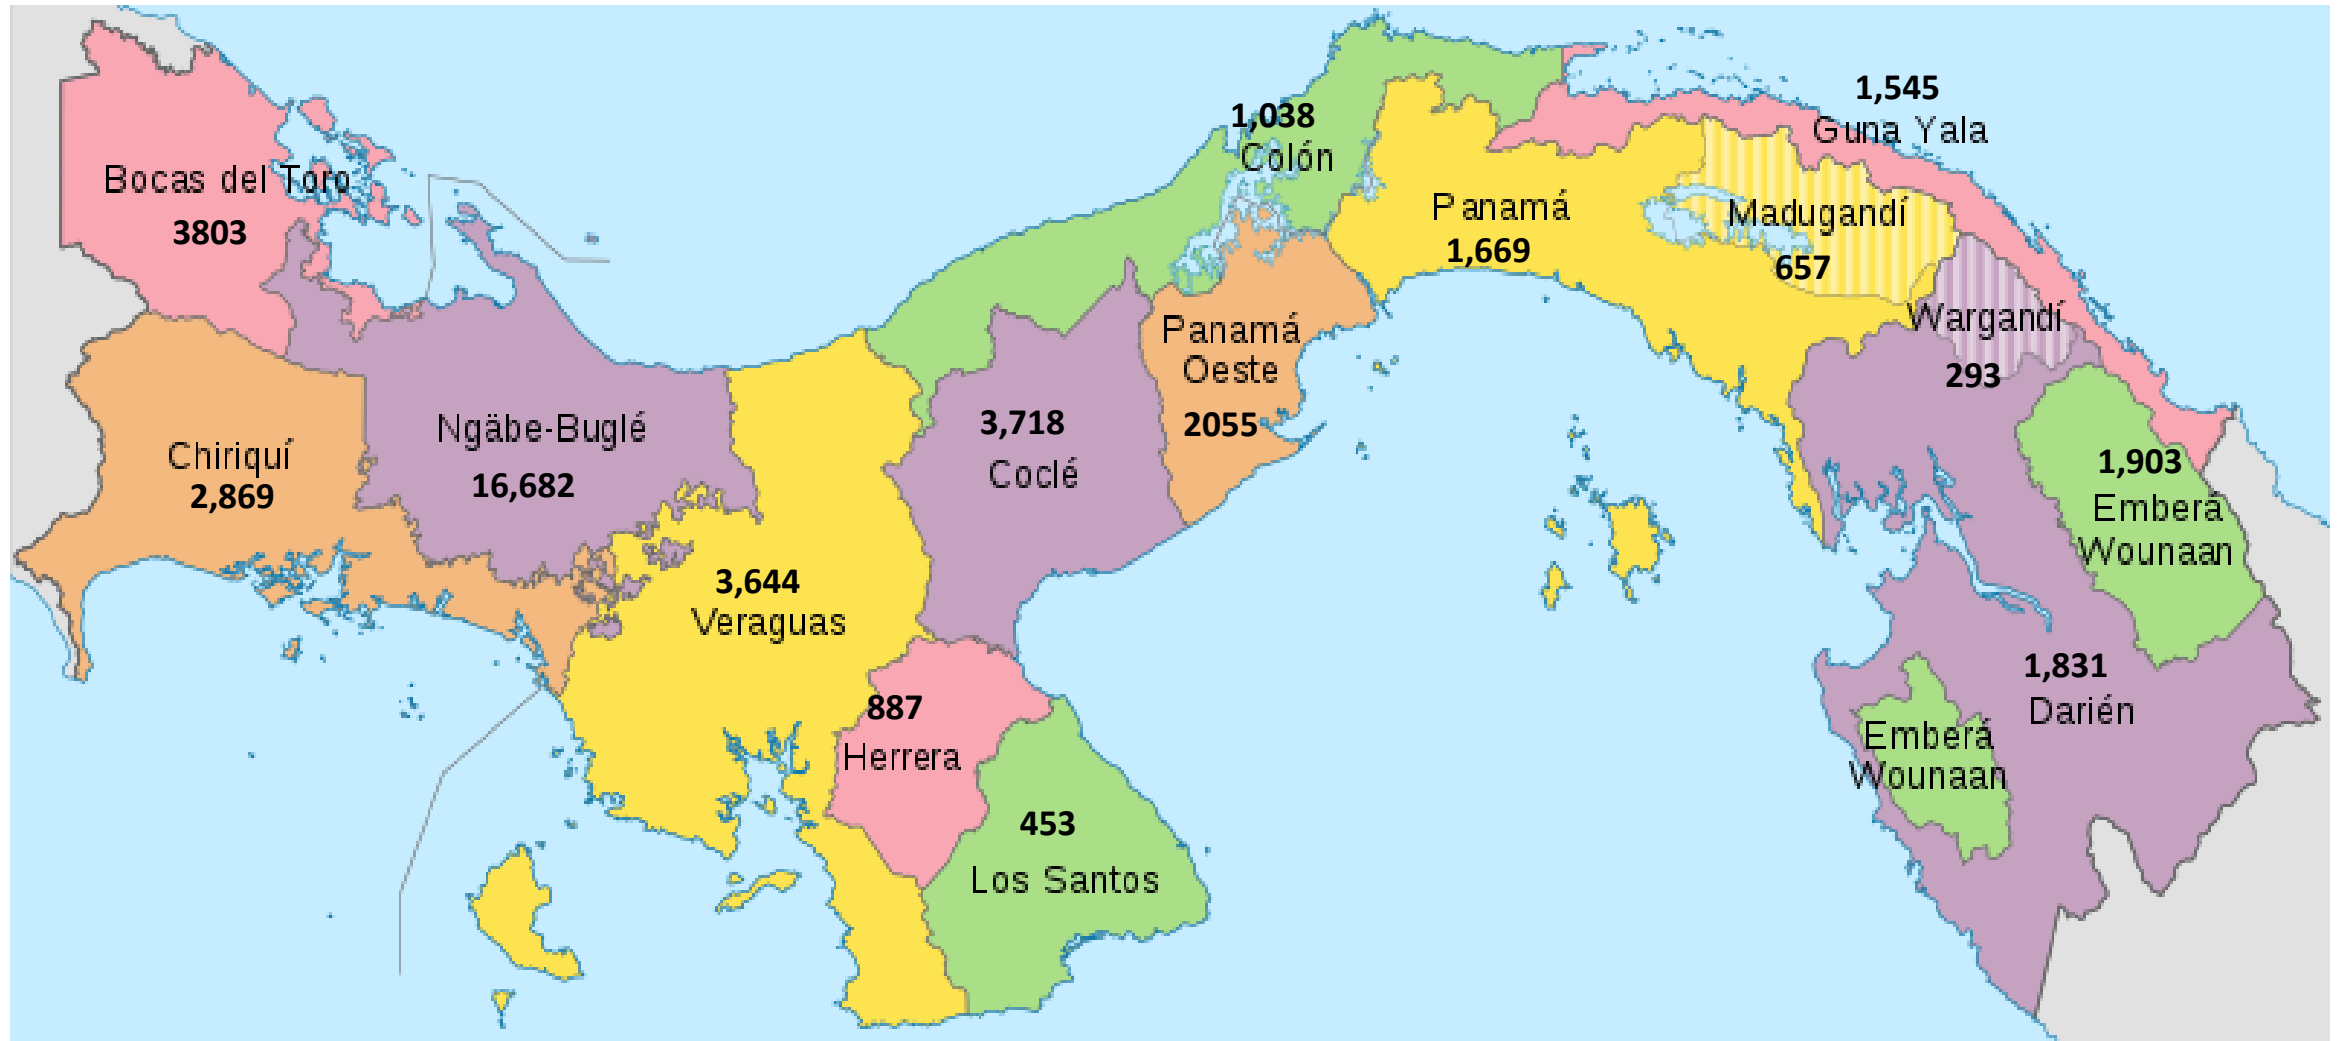 1,545
Guna Yala
1,038
Colón
Bocas del Toro
3803
Panamá
1,669
Madugandí
657
Wargandí
293
Panamá
Oeste
2055
Ngäbe-Buglé
16,682
Chiriquí
2,869
3,718
Coclé
1,903
Emberá
Wounaan
3,644
Veraguas
1,831
Darién
887
Herrera
Emberá
Wounaan
453
Los Santos